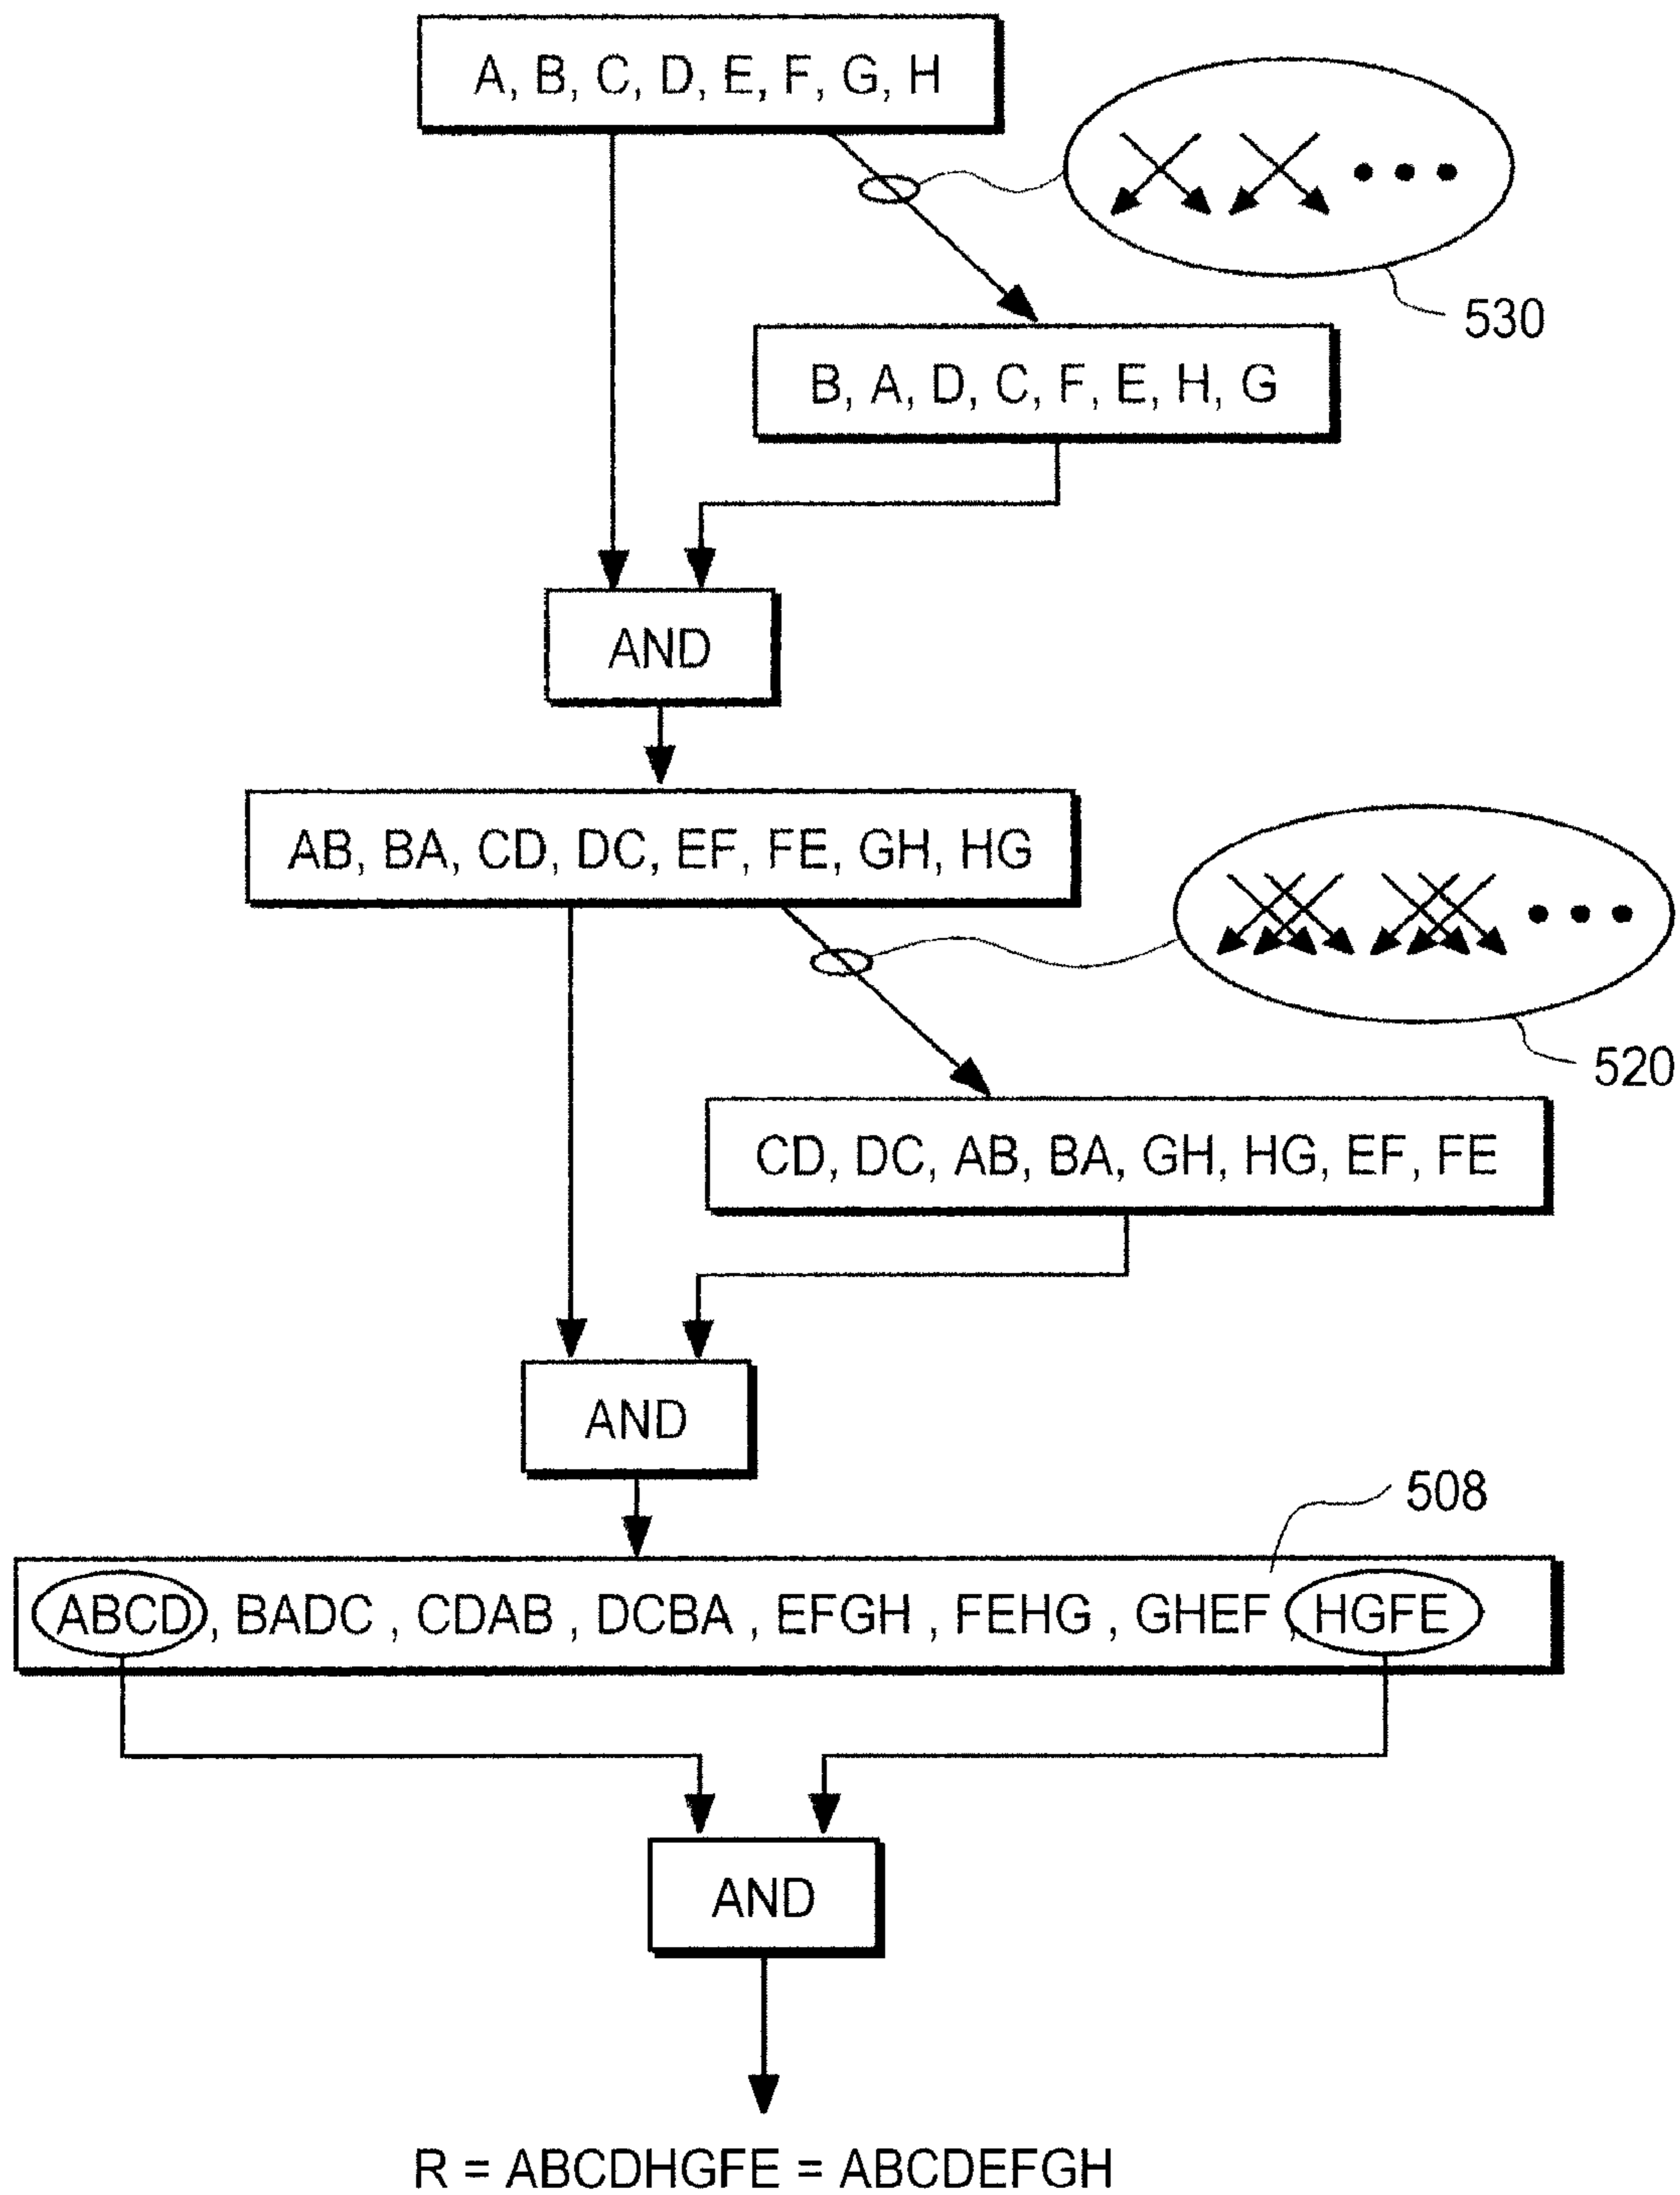 A, B, C, D, E, F, G, H
530
B, A, D, C, F, E, H, G
AND
AB, BA, CD, DC, EF, FE, GH, HG
520
CD, DC, AB, BA, GH, HG, EF, FE
AND
508
ABCD , BADC , CDAB , DCBA , EFGH , FEHG , GHEF , HGFE
AND
R = ABCDHGFE = ABCDEFGH